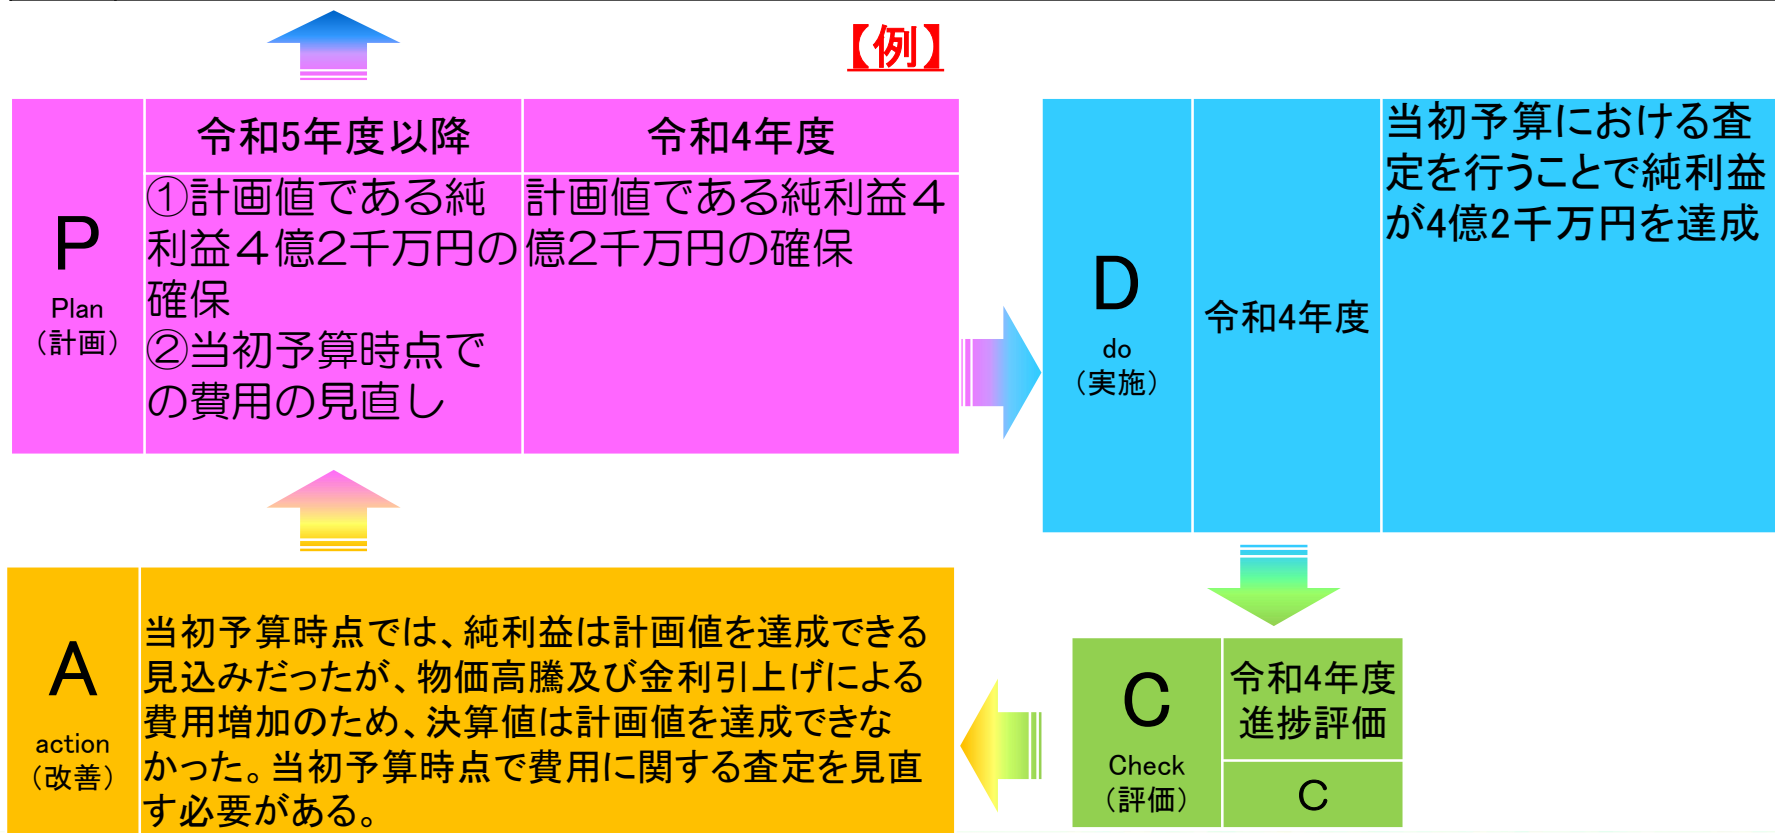 【例】
P
Plan
（計画）
令和5年度以降
①計画値である純
利益４億2千万円の
確保
②当初予算時点で
の費用の見直し
令和4年度
計画値である純利益４
億2千万円の確保
D
do
（実施）
令和4年度
当初予算における査
定を行うことで純利益
が4億2千万円を達成
C
Check
（評価）
令和4年度
進捗評価
C
A
action
（改善）
当初予算時点では、純利益は計画値を達成できる
見込みだったが、物価高騰及び金利引上げによる
費用増加のため、決算値は計画値を達成できな
かった。当初予算時点で費用に関する査定を見直
す必要がある。